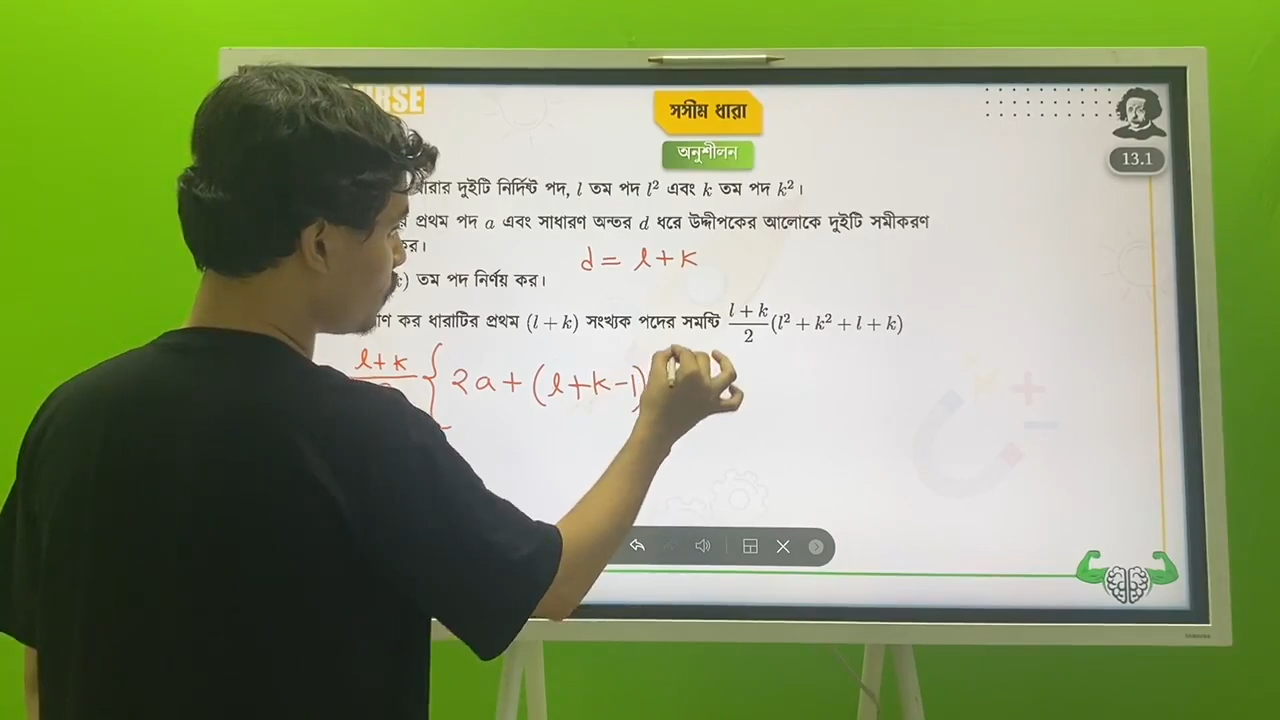 সসীম ধারা
অনুশীলন
13.1
দুইটি নির্দিষ্ট পদ, l তম পদ l² এবং k তম পদ k²।
প্রথম পদ a এবং সাধারণ অন্তর d ধরে উদ্দীপকের আলোকে দুইটি সমীকরণ
d = l + k
তম পদ নির্ণয় কর।
কর ধারাটির প্রথম (l + k) সংখ্যক পদের সমষ্টি (l + k)/2 (l² + k² + l + k)
l + k { 2a + (l + k - 1)